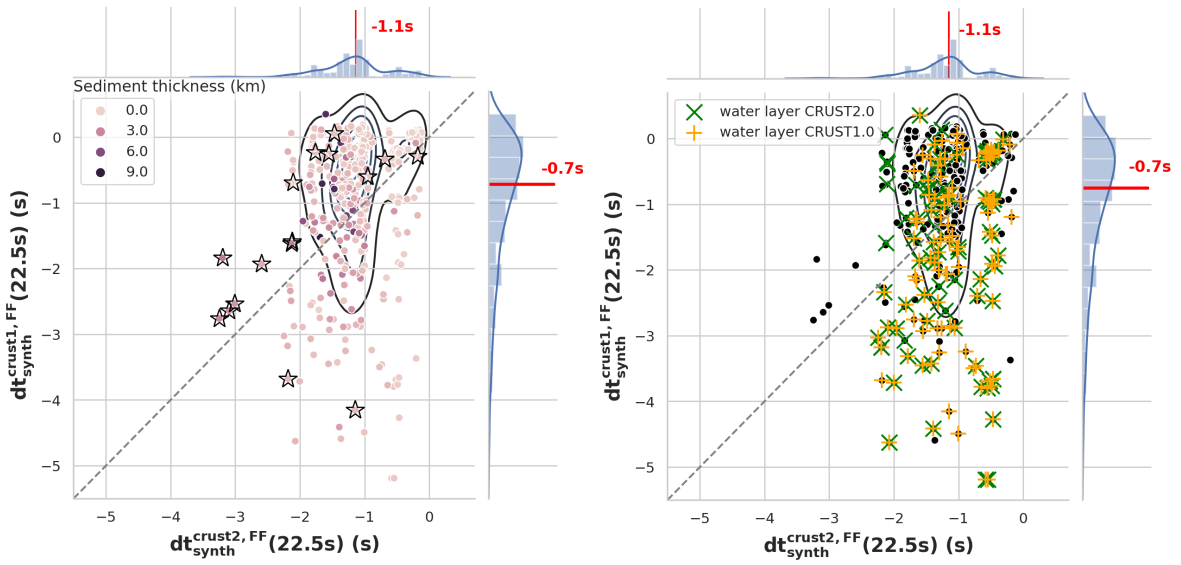 -1.1s
Sediment thickness (km)
0.0
3.0
6.0
9.0
-0.7s
0
−1
−2
−3
−4
−5
−5
−4
−3
−2
−1
0
dt^{crust1, FF}_{synth}(22.5s) (s)
dt^{crust2, FF}_{synth}(22.5s) (s)
-1.1s
water layer CRUST2.0
water layer CRUST1.0
-0.7s
0
−1
−2
−3
−4
−5
−5
−4
−3
−2
−1
0
dt^{crust1, FF}_{synth}(22.5s) (s)
dt^{crust2, FF}_{synth}(22.5s) (s)